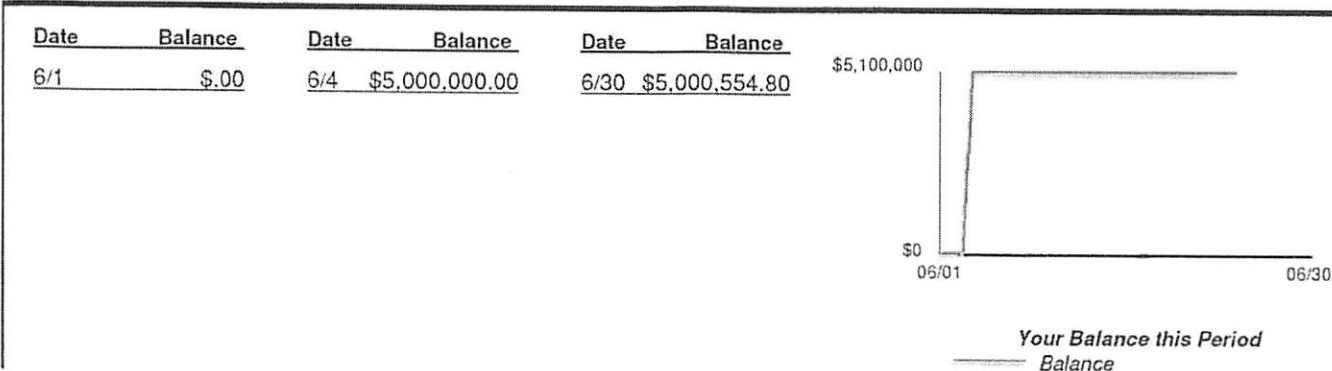 Date Balance Date Balance Date Balance
6/1 $.00 6/4 $5,000,000.00 6/30 $5,000,554.80
$5,100,000
$0
06/01 06/30
Your Balance this Period
Balance